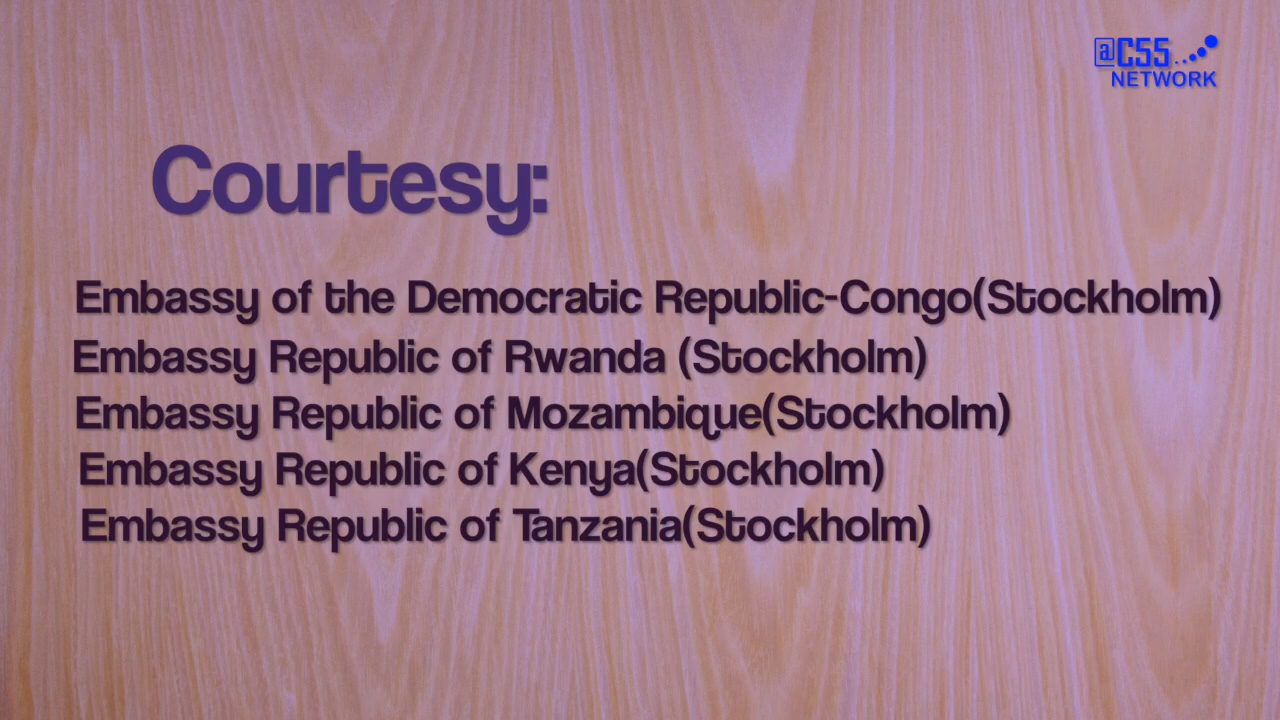 @C55
NETWORK
Courtesy:
Embassy of the Democratic Republic-Congo(Stockholm)
Embassy Republic of Rwanda (Stockholm)
Embassy Republic of Mozambique(Stockholm)
Embassy Republic of Kenya(Stockholm)
Embassy Republic of Tanzania(Stockholm)